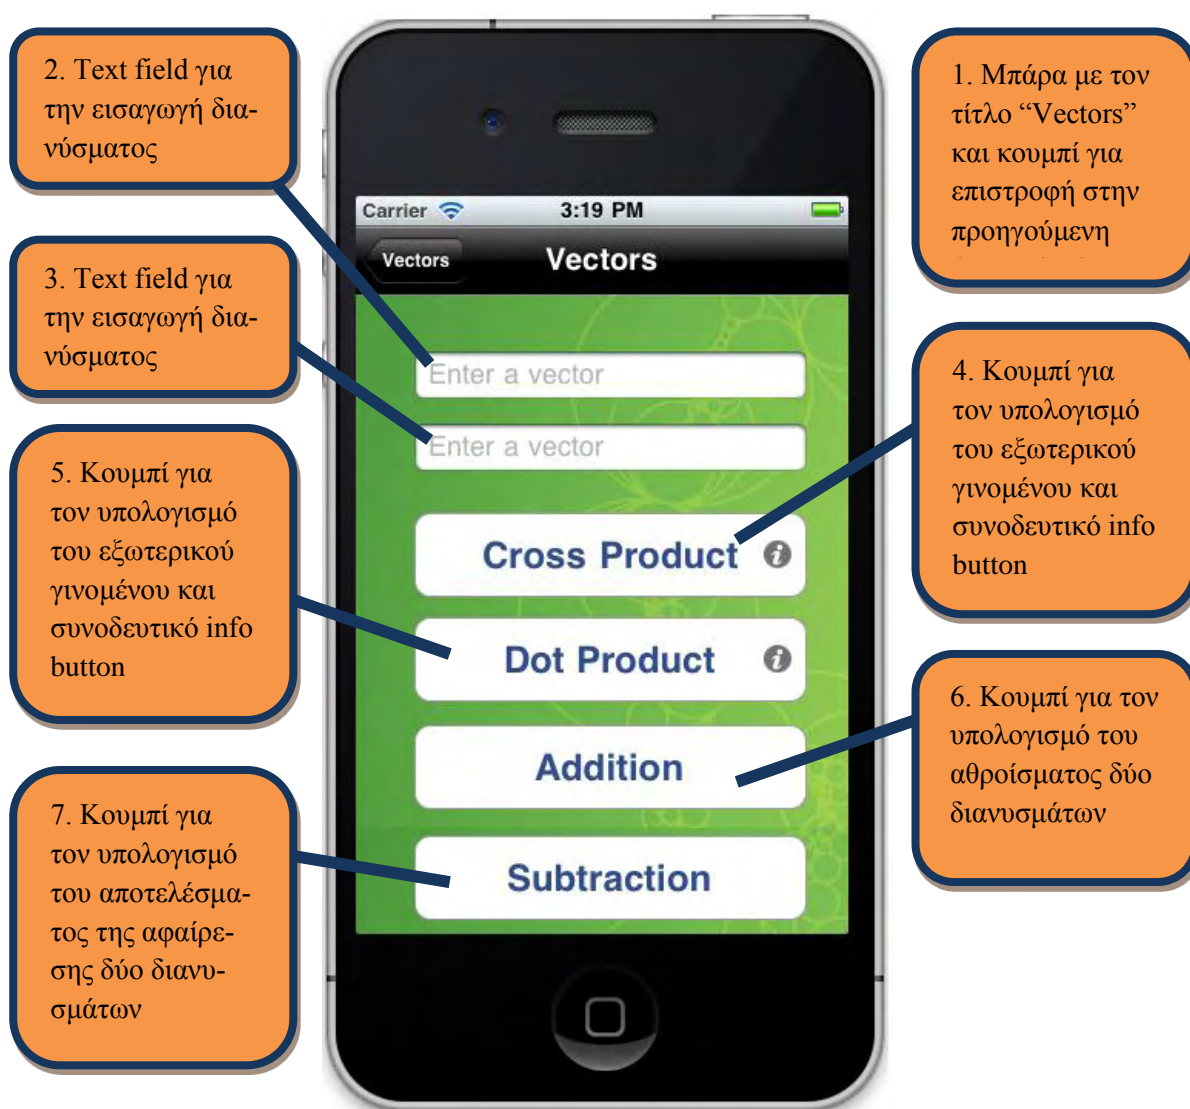 2. Text field για
την εισαγωγή δια-
νύσματος
1. Μπάρα με τον
τίτλο “Vectors”
και κουμπί για
επιστροφή στην
προηγούμενη
3. Text field για
την εισαγωγή δια-
νύσματος
4. Κουμπί για
τον υπολογισμό
του εξωτερικού
γινομένου και
συνοδευτικό info
button
5. Κουμπί για
τον υπολογισμό
του εξωτερικού
γινομένου και
συνοδευτικό info
button
6. Κουμπί για τον
υπολογισμό του
αθροίσματος δύο
διανυσμάτων
7. Κουμπί για
τον υπολογισμό
του αποτελέσμα-
τος της αφαίρε-
σης δύο διανυ-
σμάτων
Carrier 3:19 PM
Vectors Vectors
Enter a vector
Enter a vector
Cross Product i
Dot Product i
Addition
Subtraction